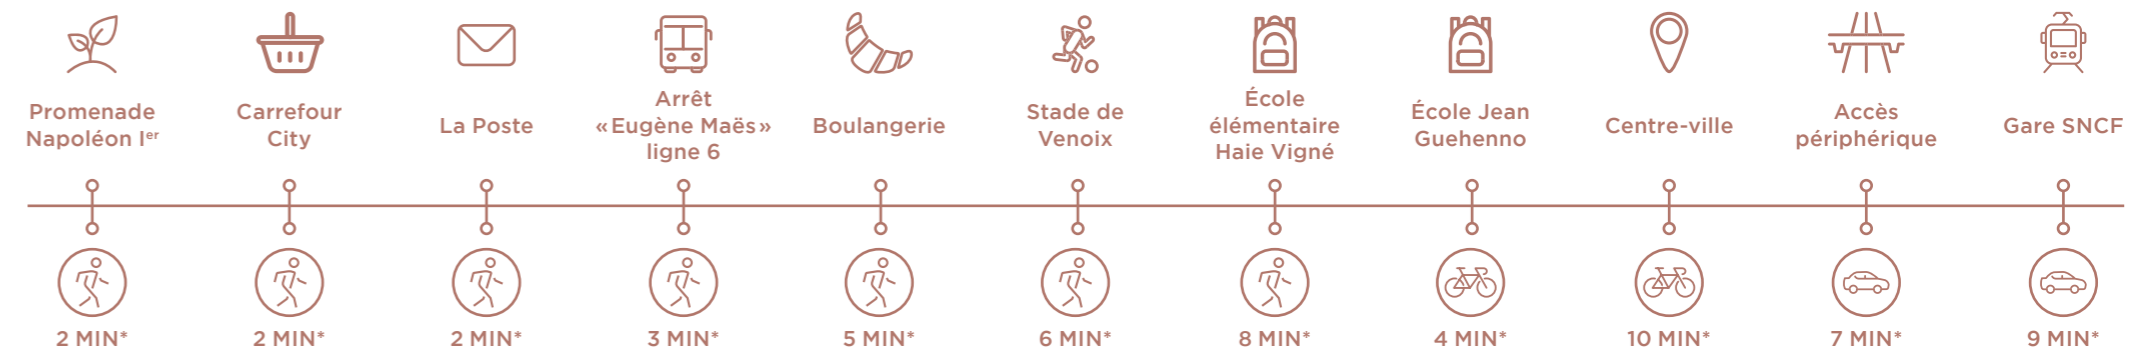 Promenade
Napoléon Iᵉʳ
Carrefour
City
La Poste
Arrêt
«Eugène Maës»
ligne 6
Boulangerie
Stade de
Venoix
École
élémentaire
Haie Vigné
École Jean
Guehenno
Centre-ville
Accès
périphérique
Gare SNCF
2 MIN*
2 MIN*
2 MIN*
3 MIN*
5 MIN*
6 MIN*
8 MIN*
4 MIN*
10 MIN*
7 MIN*
9 MIN*